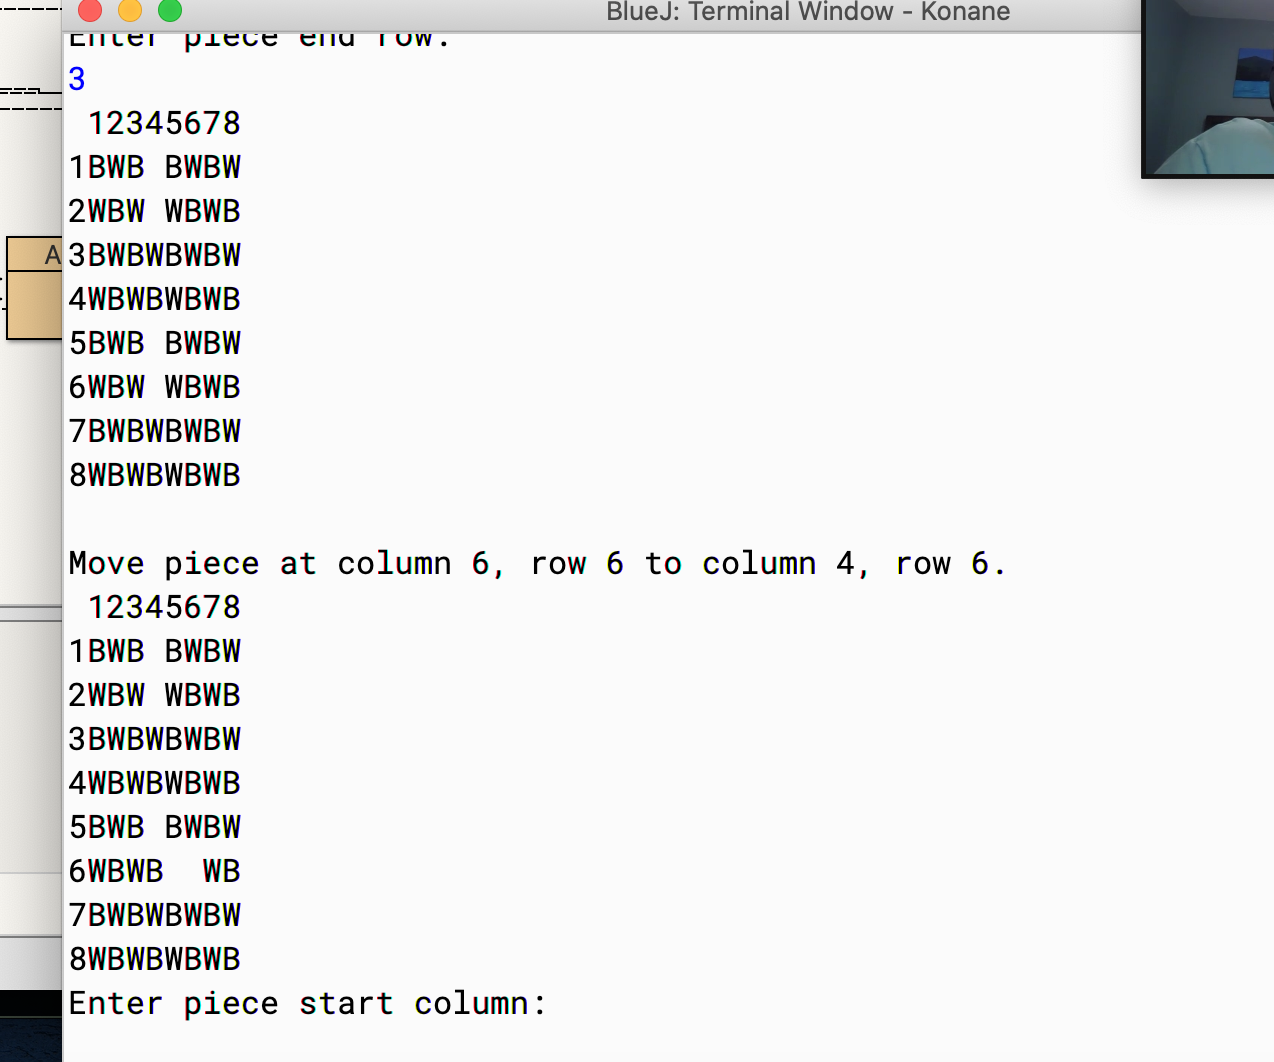 BlueJ: Terminal Window - Konane
Enter piece end row:
3
 12345678
1BWB BWBW
2WBW WBWB
3BWBWBWBW
4WBWBWBWB
5BWB BWBW
6WBW WBWB
7BWBWBWBW
8WBWBWBWB
Move piece at column 6, row 6 to column 4, row 6.
 12345678
1BWB BWBW
2WBW WBWB
3BWBWBWBW
4WBWBWBWB
5BWB BWBW
6WBWB  WB
7BWBWBWBW
8WBWBWBWB
Enter piece start column:
A